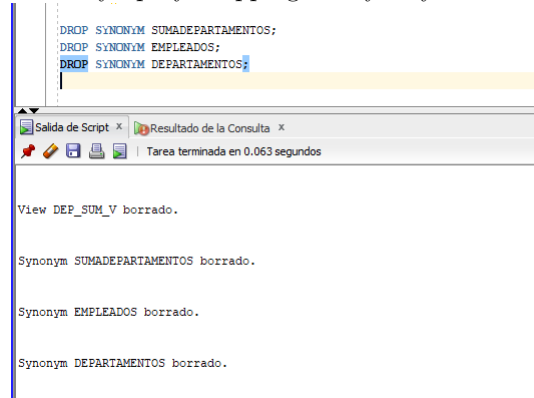 DROP SYNONYM SUMADEPARTAMENTOS;
DROP SYNONYM EMPLEADOS;
DROP SYNONYM DEPARTAMENTOS;
Salida de Script x Resultado de la Consulta x
Tarea terminada en 0.063 segundos
View DEP_SUM_V borrado.
Synonym SUMADEPARTAMENTOS borrado.
Synonym EMPLEADOS borrado.
Synonym DEPARTAMENTOS borrado.